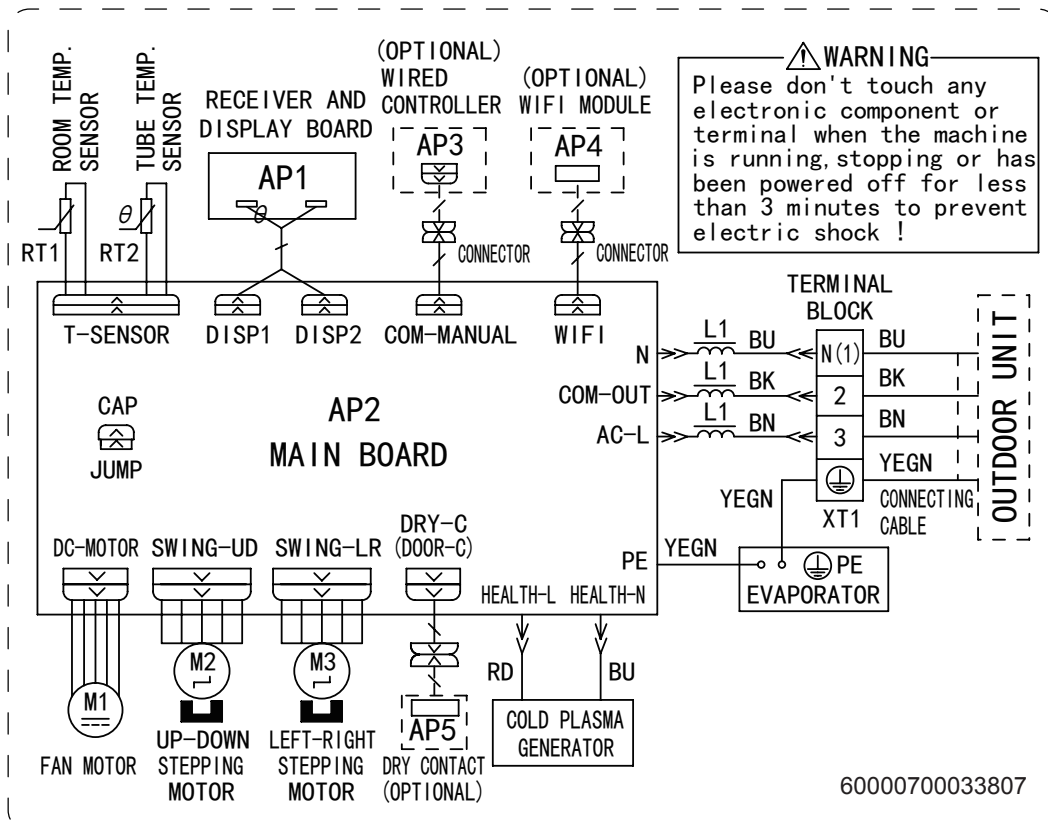 ROOM TEMP.
SENSOR
TUBE TEMP.
SENSOR
RECEIVER AND
DISPLAY BOARD
AP1
(OPTIONAL)
WIRED
CONTROLLER
AP3
(OPTIONAL)
WIFI MODULE
AP4
WARNING
Please don't touch any
electronic component or
terminal when the machine
is running, stopping or has
been powered off for less
than 3 minutes to prevent
electric shock !
RT1
θ
RT2
θ
CONNECTOR
CONNECTOR
T-SENSOR
DISP1
DISP2
COM-MANUAL
WIFI
TERMINAL
BLOCK
N
L1
BU
N(1)
BU
COM-OUT
L1
BK
2
BK
AC-L
L1
BN
3
BN
YEGN
YEGN
XT1
CONNECTING
CABLE
OUTDOOR UNIT
CAP
JUMP
AP2
MAIN BOARD
DC-MOTOR
SWING-UD
SWING-LR
DRY-C
(DOOR-C)
PE
YEGN
PE
EVAPORATOR
HEALTH-L
HEALTH-N
RD
BU
COLD PLASMA
GENERATOR
M1
M2
M3
AP5
FAN MOTOR
UP-DOWN
STEPPING
MOTOR
LEFT-RIGHT
STEPPING
MOTOR
DRY CONTACT
(OPTIONAL)
60000700033807